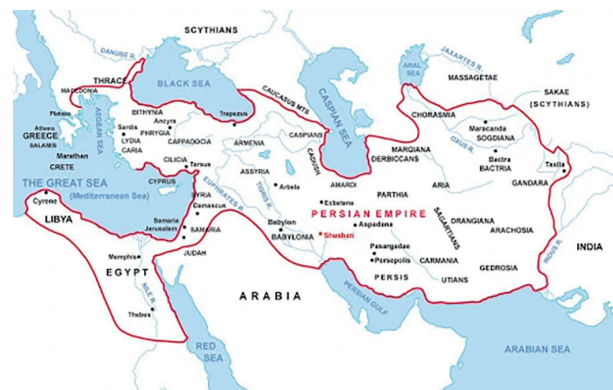 SCYTHIANS
DANUBE R.
THRACE
BLACK SEA
MACEDONIA
ARAL
SEA
JAXARTES R.
MASSAGETAE
SAKAE
(SCYTHIANS)
CAUCASUS MTS
CASPIAN SEA
CHORASMIA
BITHYNIA
Trapezus
Ancyra
PHRYGIA
Sardis
LYDIA
CARIA
CAPPADOCIA
ARMENIA
CASPIANS
CADUSII
AEGEAN SEA
Athens
GREECE
SALAMIS
Marathan
CRETE
CILICIA
Tarsus
MARGIANA
DERBICCANS
OXUS R.
Maracanda
SOGDIANA
Bactra
BACTRIA
Taxila
GANDARA
THE GREAT SEA
(Mediterranean Sea)
CYPRUS
SYRIA
Damascus
EUPHRATES R.
ASSYRIA
TIGRIS R.
Arbela
AMARDI
PARTHIA
ARIA
Cyrene
LIBYA
Samaria
Jerusalem
SAMARIA
JUDAH
Babylon
BABYLONIA
Ecbatana
PERSIAN EMPIRE
Aspadana
Shushan
SAGARTIANS
DRANGIANA
ARACHOSIA
INDUS R.
INDIA
Memphis
EGYPT
NILE R.
Thebes
ARABIA
Pasargadae
Persepolis
PERSIS
CARMANIA
UTIANS
GEDROSIA
PERSIAN GULF
RED
SEA
ARABIAN SEA